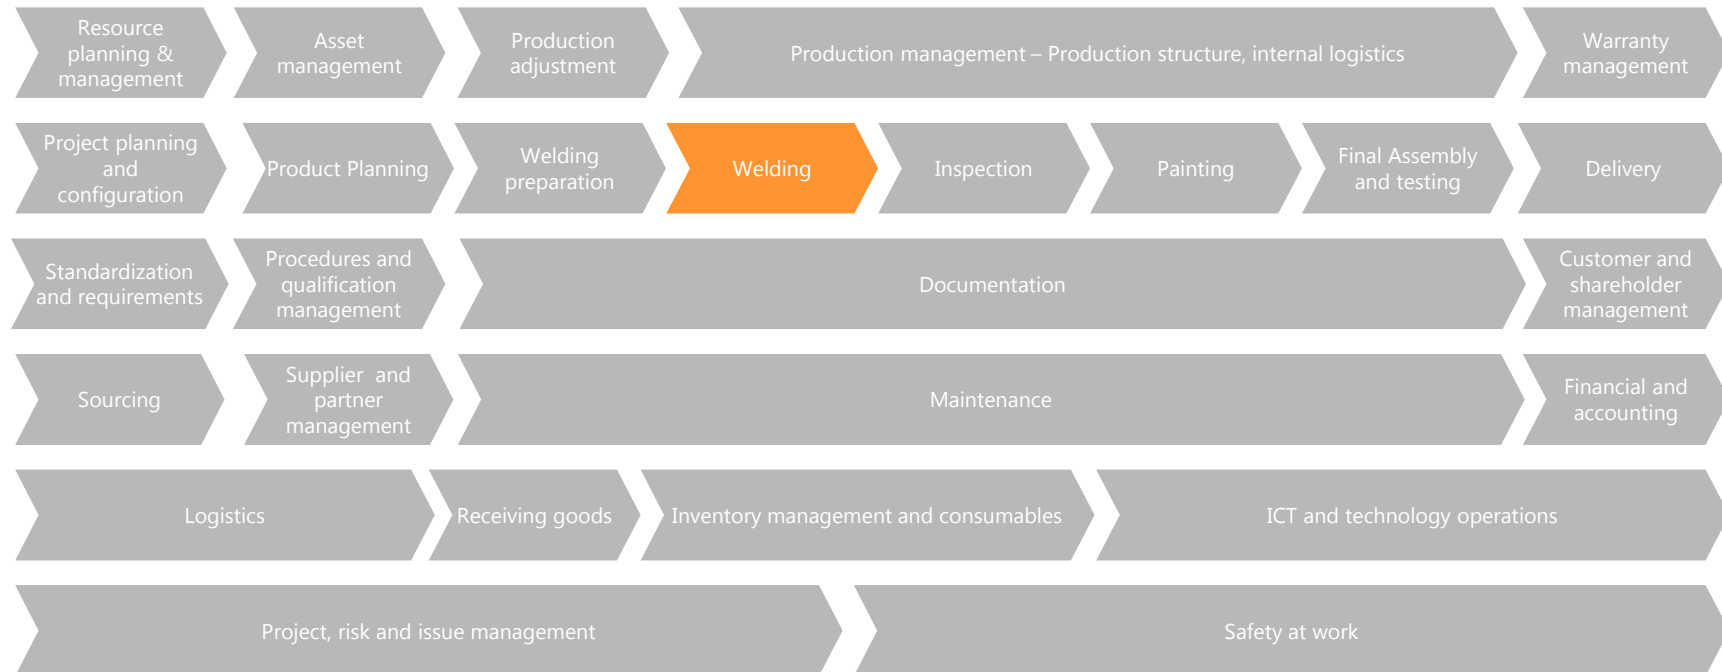 Resource
planning &
management
Asset
management
Production
adjustment
Production management – Production structure, internal logistics
Warranty
management
Project planning
and
configuration
Product Planning
Welding
preparation
Welding
Inspection
Painting
Final Assembly
and testing
Delivery
Standardization
and requirements
Procedures and
qualification
management
Documentation
Customer and
shareholder
management
Sourcing
Supplier and
partner
management
Maintenance
Financial and
accounting
Logistics
Receiving goods
Inventory management and consumables
ICT and technology operations
Project, risk and issue management
Safety at work